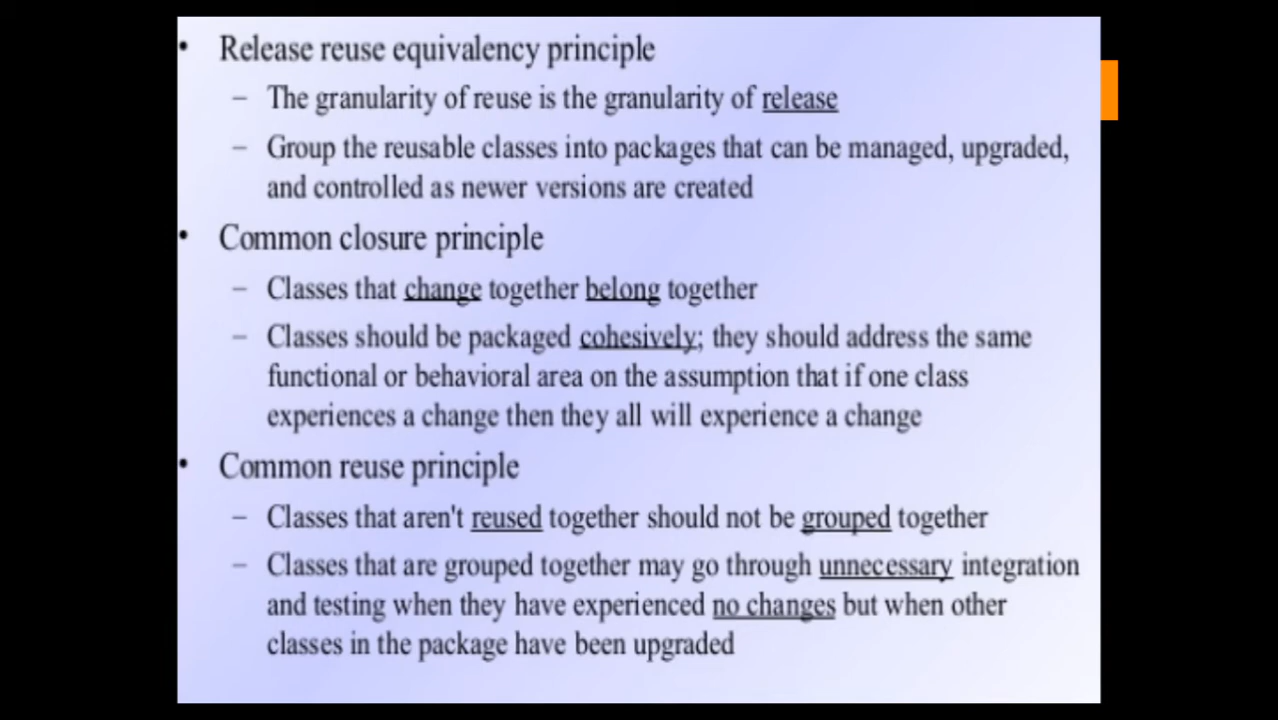 • Release reuse equivalency principle
– The granularity of reuse is the granularity of release
– Group the reusable classes into packages that can be managed, upgraded,
and controlled as newer versions are created
• Common closure principle
– Classes that change together belong together
– Classes should be packaged cohesively; they should address the same
functional or behavioral area on the assumption that if one class
experiences a change then they all will experience a change
• Common reuse principle
– Classes that aren't reused together should not be grouped together
– Classes that are grouped together may go through unnecessary integration
and testing when they have experienced no changes but when other
classes in the package have been upgraded